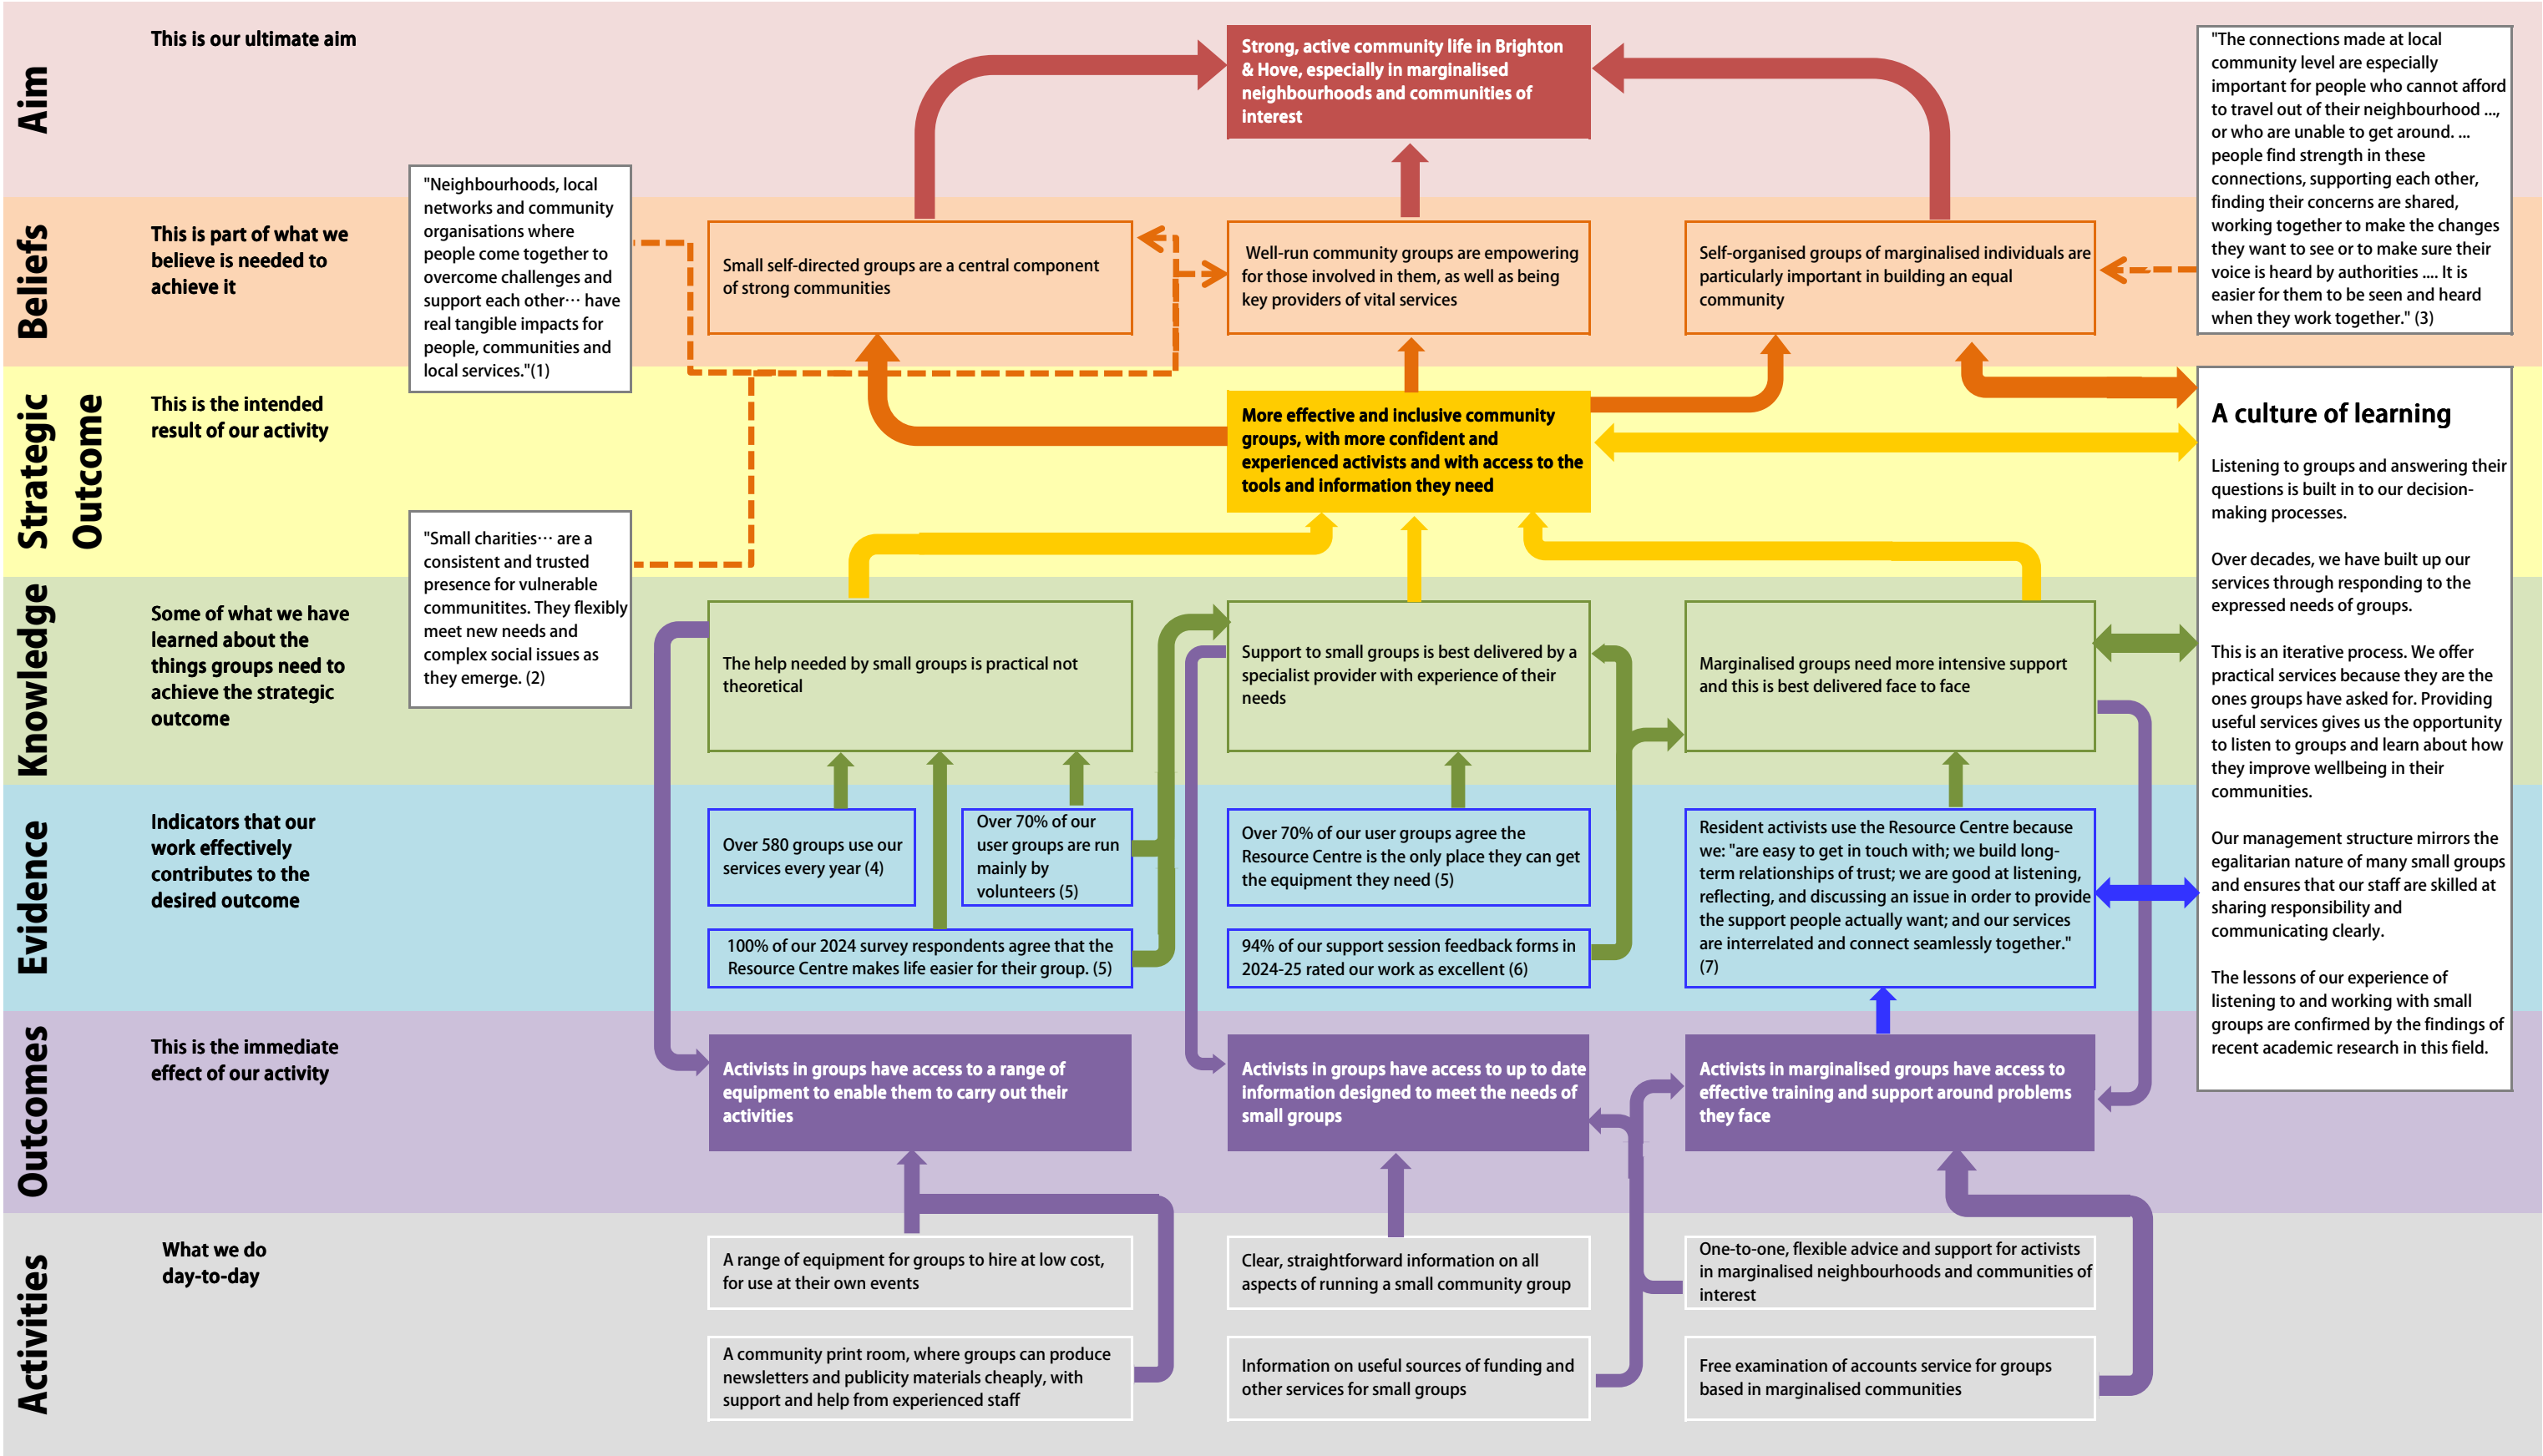 Aim
This is our ultimate aim
Strong, active community life in Brighton
& Hove, especially in marginalised
neighbourhoods and communities of
interest
"The connections made at local
community level are especially
important for people who cannot afford
to travel out of their neighbourhood ...,
or who are unable to get around. ...
people find strength in these
connections, supporting each other,
finding their concerns are shared,
working together to make the changes
they want to see or to make sure their
voice is heard by authorities .... It is
easier for them to be seen and heard
when they work together." (3)
"Neighbourhoods, local
networks and community
organisations where
people come together to
overcome challenges and
support each other··· have
real tangible impacts for
people, communities and
local services."(1)
Beliefs
This is part of what we
believe is needed to
achieve it
Small self-directed groups are a central component
of strong communities
Well-run community groups are empowering
for those involved in them, as well as being
key providers of vital services
Self-organised groups of marginalised individuals are
particularly important in building an equal
community
Strategic
Outcome
This is the intended
result of our activity
More effective and inclusive community
groups, with more confident and
experienced activists and with access to the
tools and information they need
A culture of learning
Listening to groups and answering their
questions is built in to our decision-
making processes.
Over decades, we have built up our
services through responding to the
expressed needs of groups.
This is an iterative process. We offer
practical services because they are the
ones groups have asked for. Providing
useful services gives us the opportunity
to listen to groups and learn about how
they improve wellbeing in their
communities.
Our management structure mirrors the
egalitarian nature of many small groups
and ensures that our staff are skilled at
sharing responsibility and
communicating clearly.
The lessons of our experience of
listening to and working with small
groups are confirmed by the findings of
recent academic research in this field.
"Small charities··· are a
consistent and trusted
presence for vulnerable
communitites. They flexibly
meet new needs and
complex social issues as
they emerge. (2)
Knowledge
Some of what we have
learned about the
things groups need to
achieve the strategic
outcome
The help needed by small groups is practical not
theoretical
Support to small groups is best delivered by a
specialist provider with experience of their
needs
Marginalised groups need more intensive support
and this is best delivered face to face
Evidence
Indicators that our
work effectively
contributes to the
desired outcome
Over 580 groups use our
services every year (4)
Over 70% of our
user groups are run
mainly by
volunteers (5)
100% of our 2024 survey respondents agree that the
Resource Centre makes life easier for their group. (5)
Over 70% of our user groups agree the
Resource Centre is the only place they can get
the equipment they need (5)
94% of our support session feedback forms in
2024-25 rated our work as excellent (6)
Resident activists use the Resource Centre because
we: "are easy to get in touch with; we build long-
term relationships of trust; we are good at listening,
reflecting, and discussing an issue in order to provide
the support people actually want; and our services
are interrelated and connect seamlessly together."
(7)
Outcomes
This is the immediate
effect of our activity
Activists in groups have access to a range of
equipment to enable them to carry out their
activities
Activists in groups have access to up to date
information designed to meet the needs of
small groups
Activists in marginalised groups have access to
effective training and support around problems
they face
Activities
What we do
day-to-day
A range of equipment for groups to hire at low cost,
for use at their own events
Clear, straightforward information on all
aspects of running a small community group
One-to-one, flexible advice and support for activists
in marginalised neighbourhoods and communities of
interest
A community print room, where groups can produce
newsletters and publicity materials cheaply, with
support and help from experienced staff
Information on useful sources of funding and
other services for small groups
Free examination of accounts service for groups
based in marginalised communities